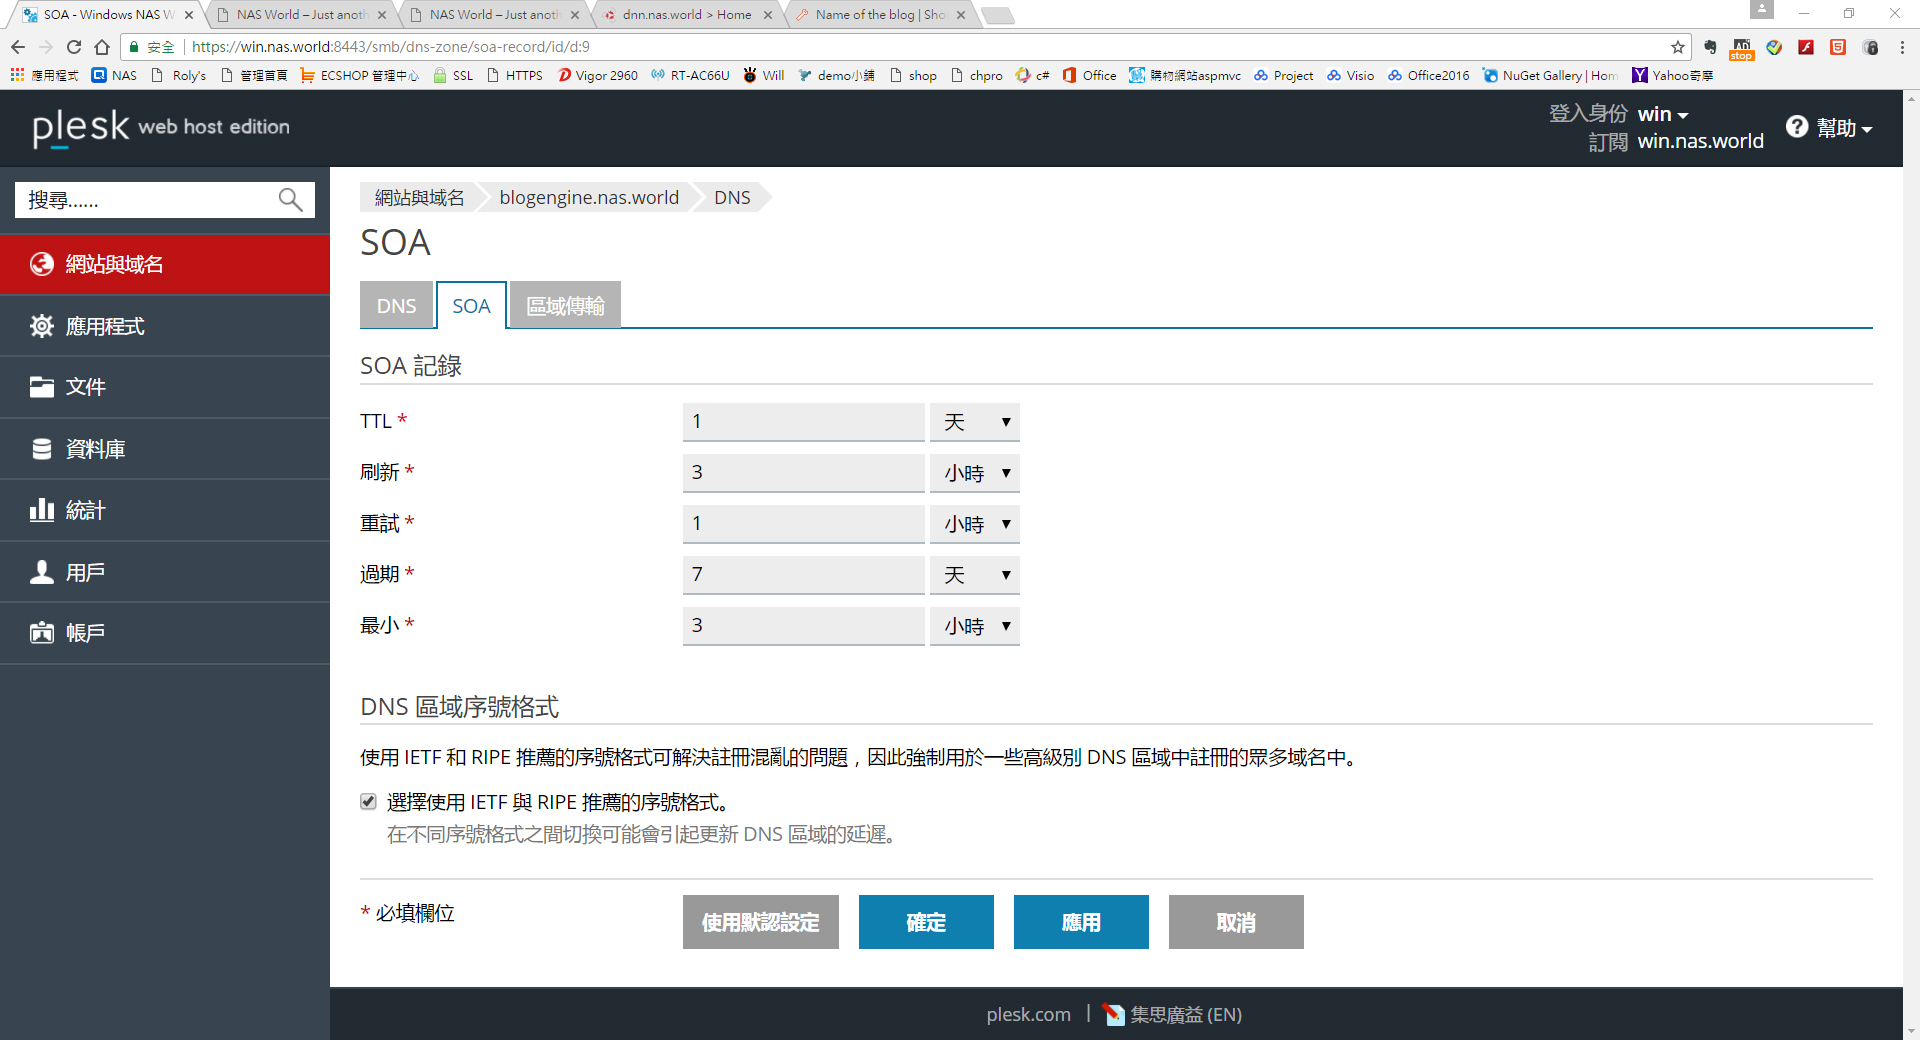 SOA - Windows NAS W
NAS World – Just anoth
NAS World – Just anoth
dnn.nas.world > Home
Name of the blog | Sho
安全 https://win.nas.world:8443/smb/dns-zone/soa-record/id/d:9
應用程式 NAS Roly's 管理首頁 ECSHOP 管理中心 SSL HTTPS Vigor 2960 RT-AC66U Will demo小舖 shop chpro c# Office 購物網站aspmvc Project Visio Office2016 NuGet Gallery | Hom Yahoo奇摩
plesk web host edition
登入身份 win
訂閱 win.nas.world
幫助
搜尋......
網站與域名
應用程式
文件
資料庫
統計
用戶
帳戶
網站與域名 blogengine.nas.world DNS
SOA
DNS SOA 區域傳輸
SOA 記錄
TTL * 1 天
刷新 * 3 小時
重試 * 1 小時
過期 * 7 天
最小 * 3 小時
DNS 區域序號格式
使用 IETF 和 RIPE 推薦的序號格式可解決註冊混亂的問題，因此強制用於一些高級別 DNS 區域中註冊的眾多域名中。
選擇使用 IETF 與 RIPE 推薦的序號格式。
在不同序號格式之間切換可能會引起更新 DNS 區域的延遲。
* 必填欄位
使用默認設定 確定 應用 取消
plesk.com | 集思廣益 (EN)